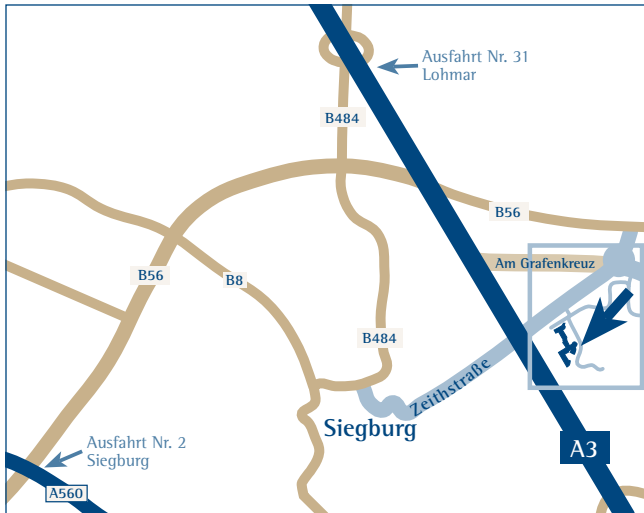 Ausfahrt Nr. 31
Lohmar
B484
B56
Am Grafenkreuz
B56
B8
B484
Zeithstraße
Siegburg
Ausfahrt Nr. 2
Siegburg
A3
A560